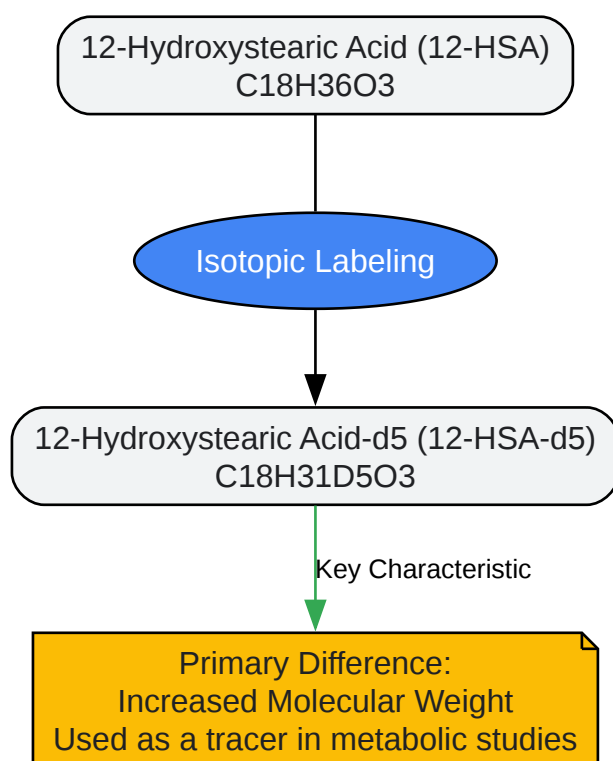 12-Hydroxystearic Acid (12-HSA)
C18H36O3
Isotopic Labeling
12-Hydroxystearic Acid-d5 (12-HSA-d5)
C18H31D5O3
Key Characteristic
Primary Difference:
Increased Molecular Weight
Used as a tracer in metabolic studies